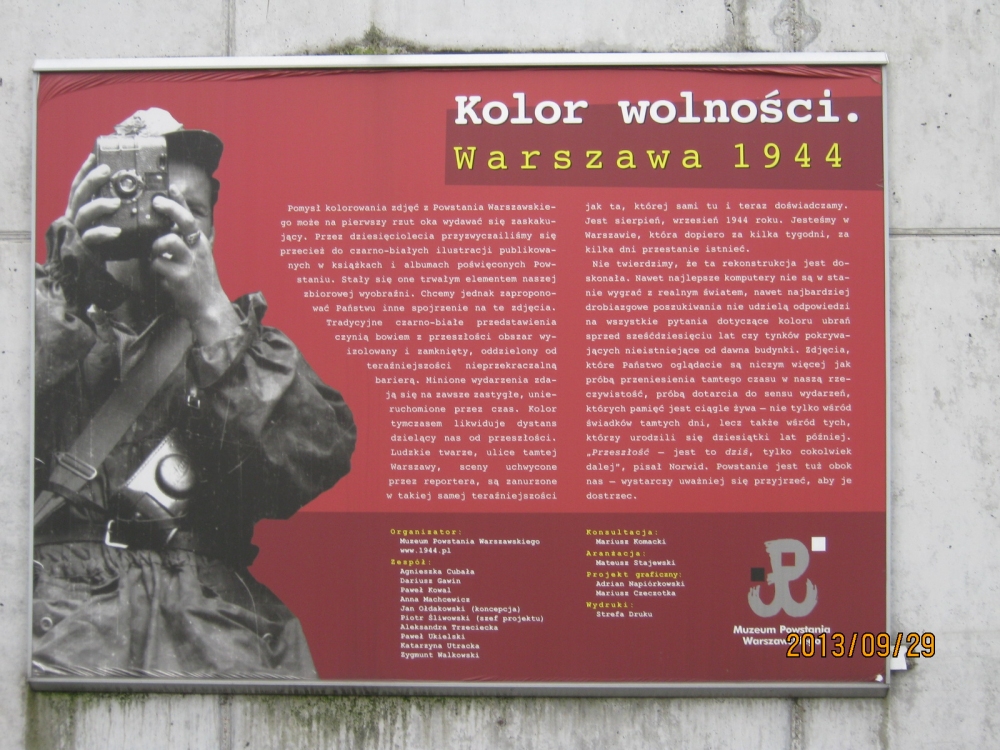 Kolor wolności.
Warszawa 1944
Pomysł kolorowania zdjęć z Powstania Warszawskie-
go może na pierwszy rzut oka wydawać się zaskaku-
jący. Przez dziesięciolecia przyzwyczailiśmy się
przecież do czarno-białych ilustracji publikowa-
nych w książkach i albumach poświęconych Pow-
staniu. Stały się one trwałym elementem naszej
zbiorowej wyobraźni. Chcemy jednak zapropono-
wać Państwu inne spojrzenie na te zdjęcia.
Tradycyjne czarno-białe przedstawienia
czynią bowiem z przeszłości obszar wy-
izolowany i zamknięty, oddzielony od
teraźniejszości nieprzekraczalną
barierą. Minione wydarzenia zda-
ją się na zawsze zastygłe, unie-
ruchomione przez czas. Kolor
tymczasem likwiduje dystans
dzielący nas od przeszłości.
Ludzkie twarze, ulice tamtej
Warszawy, sceny uchwycone
przez reportera, są zanurzone
w takiej samej teraźniejszości
jak ta, której sami tu i teraz doświadczamy.
Jest sierpień, wrzesień 1944 roku. Jesteśmy w
Warszawie, która dopiero za kilka tygodni, za
kilka dni przestanie istnieć.
Nie twierdzimy, że ta rekonstrukcja jest do-
skonała. Nawet najlepsze komputery nie są w sta-
nie wygrać z realnym światem, nawet najbardziej
drobiazgowe poszukiwania nie udzielą odpowiedzi
na wszystkie pytania dotyczące koloru ubrań
sprzed sześćdziesięciu lat czy tynków pokrywa-
jących nieistniejące od dawna budynki. Zdjęcia,
które Państwo oglądacie są niczym więcej jak
próbą przeniesienia tamtego czasu w naszą rze-
czywistość, próbą dotarcia do sensu wydarzeń,
których pamięć jest ciągle żywa – nie tylko wśród
świadków tamtych dni, lecz także wśród tych,
którzy urodzili się dziesiątki lat później.
„Przeszłość – jest to dziś, tylko cokolwiek
dalej”, pisał Norwid. Powstanie jest tuż obok
nas – wystarczy uważniej się przyjrzeć, aby je
dostrzec.
Organizator:
Muzeum Powstania Warszawskiego
www.1944.pl
Zespół:
Agnieszka Cubała
Dariusz Gawin
Paweł Kowal
Anna Machcewicz
Jan Ołdakowski (koncepcja)
Piotr Śliwowski (szef projektu)
Aleksandra Trzeciecka
Paweł Ukielski
Katarzyna Utracka
Zygmunt Walkowski
Konsultacja:
Mariusz Komacki
Aranżacja:
Mateusz Stajewski
Projekt graficzny:
Adrian Napiórkowski
Mariusz Czeczotka
Wydruki:
Strefa Druku
Muzeum Powstania
2013/09/29